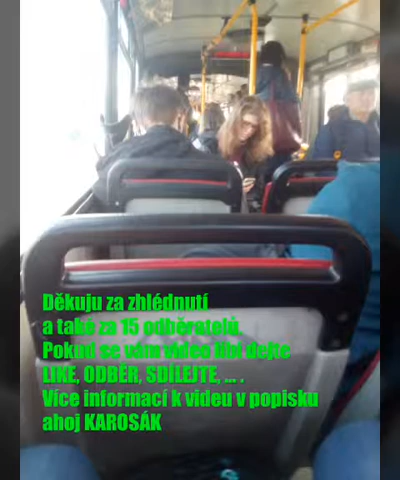 Děkuju za zhlédnutí
a také za 15 odběratelů.
Pokud se vám video líbí dejte
LIKE, ODBĚR, SDÍLEJTE, ... .
Více informací k videu v popisku
ahoj KAROSÁK